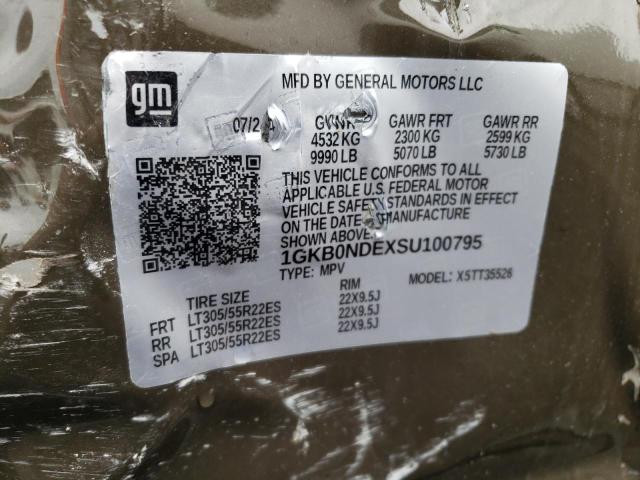 gm
MFD BY GENERAL MOTORS LLC
07/24 GVWR GAWR FRT GAWR RR
4532 KG 2300 KG 2599 KG
9990 LB 5070 LB 5730 LB
THIS VEHICLE CONFORMS TO ALL
APPLICABLE U.S. FEDERAL MOTOR
VEHICLE SAFETY STANDARDS IN EFFECT
ON THE DATE OF MANUFACTURE
SHOWN ABOVE
1GKB0NDEXSU100795
TYPE: MPV MODEL: X5TT35526
TIRE SIZE RIM
FRT LT305/55R22ES 22X9.5J
RR LT305/55R22ES 22X9.5J
SPA LT305/55R22ES 22X9.5J